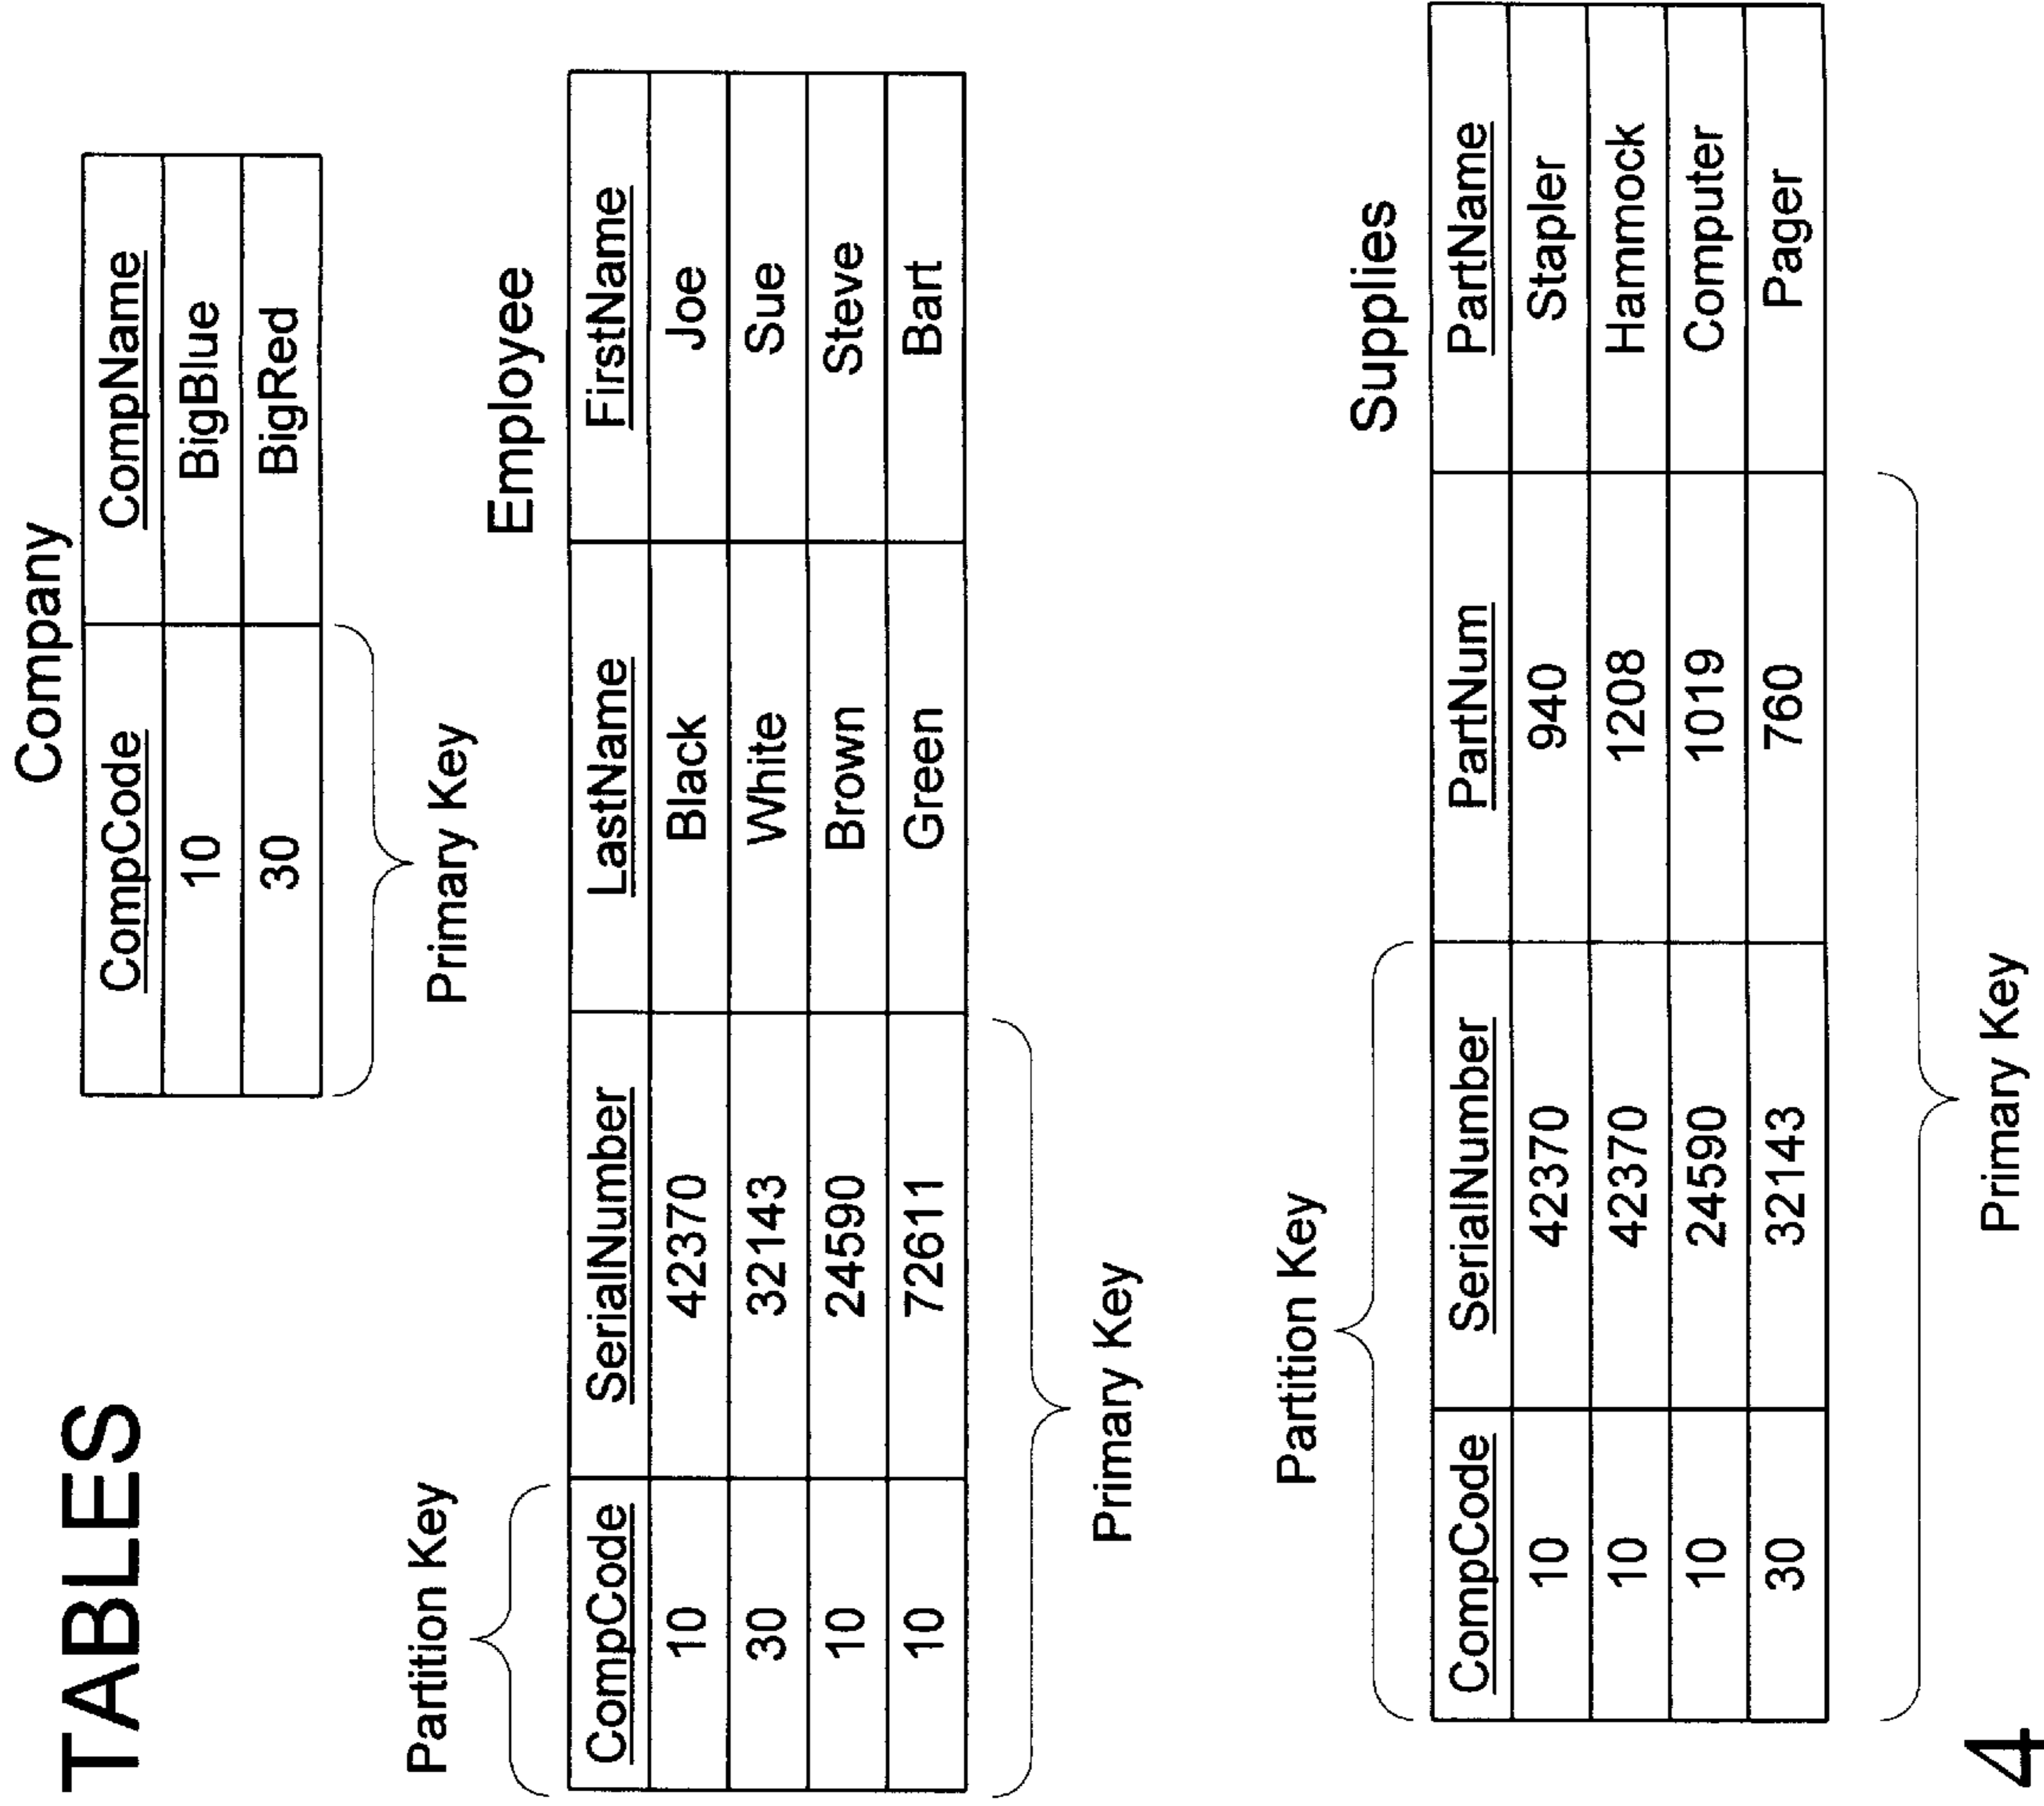 TABLES
Company
CompCode CompName
10 BigBlue
30 BigRed
Primary Key
Employee
Partition Key
CompCode SerialNumber LastName FirstName
10 42370 Black Joe
30 32143 White Sue
10 24590 Brown Steve
10 72611 Green Bart
Primary Key
Supplies
Partition Key
CompCode SerialNumber PartNum PartName
10 42370 940 Stapler
10 42370 1208 Hammock
10 24590 1019 Computer
30 32143 760 Pager
Primary Key
4